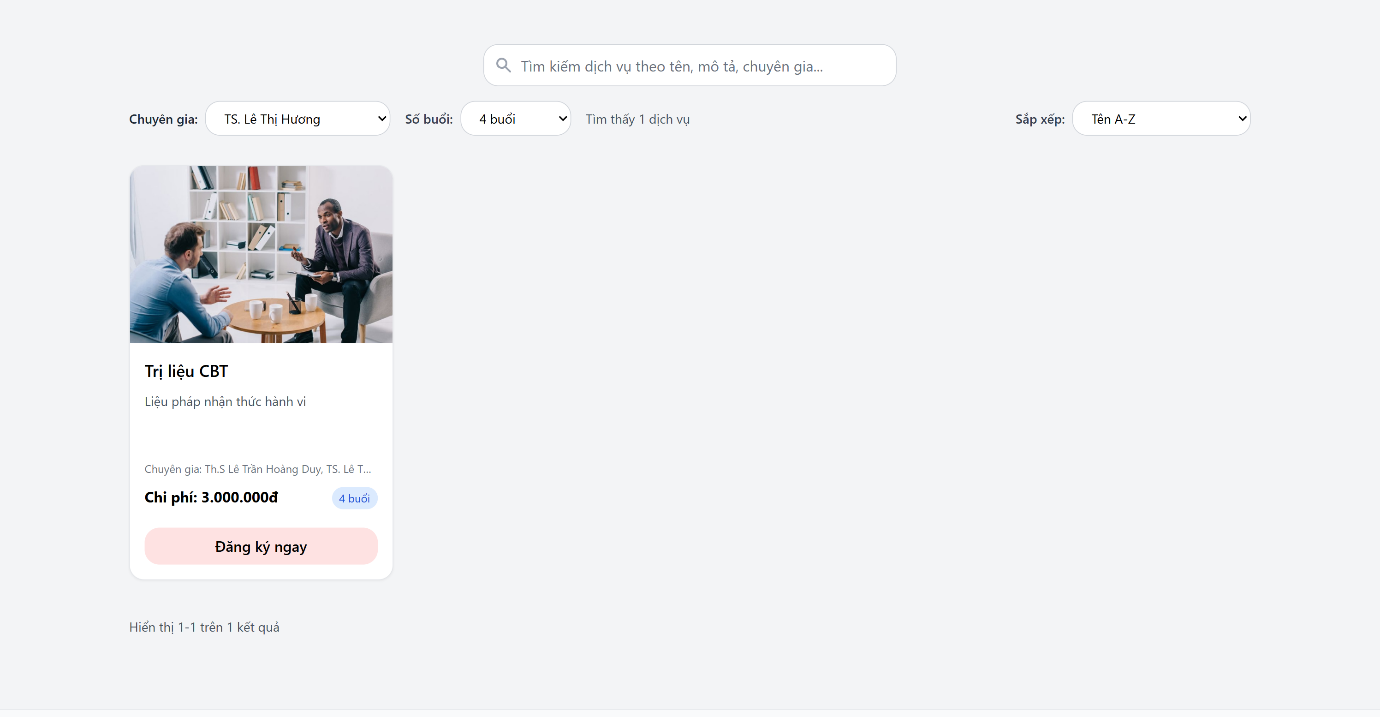 Tìm kiếm dịch vụ theo tên, mô tả, chuyên gia...
Chuyên gia: TS. Lê Thị Hương Số buổi: 4 buổi Tìm thấy 1 dịch vụ Sắp xếp: Tên A-Z
Trị liệu CBT
Liệu pháp nhận thức hành vi
Chuyên gia: Th.S Lê Trần Hoàng Duy, TS. Lê T...
Chi phí: 3.000.000đ 4 buổi
Đăng ký ngay
Hiển thị 1-1 trên 1 kết quả